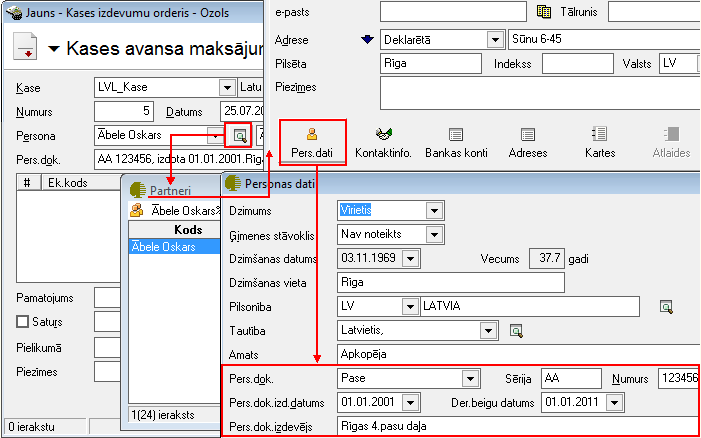 Jauns - Kases izdevumu orderis - Ozols
Kases avansa maksājur
Kase LVL_Kase Latu
Numurs 5 Datums 25.07.20
Persona Ābele Oskars
Pers.dok. AA 123456, izdota 01.01.2001.Rīga
# Ek.kods
Pamatojums
Saturs
Pielikumā
Piezīmes
0 ierakstu
e-pasts Tālrunis
Adrese Deklarētā Sūnu 6-45
Pilsēta Rīga Indekss Valsts LV
Piezīmes
Pers.dati Kontaktinfo. Bankas konti Adreses Kartes Atlaides
Partneri
Ābele Oskars%
Kods
Ābele Oskars
1(24) ieraksts
Personas dati
Dzimums Vīrietis
Ģimenes stāvoklis Nav noteikts
Dzimšanas datums 03.11.1969 Vecums 37.7 gadi
Dzimšanas vieta Rīga
Pilsonība LV LATVIA
Tautība Latvietis,
Amats Apkopēja
Pers.dok. Pase Sērija AA Numurs 123456
Pers.dok.izd.datums 01.01.2001 Der.beigu datums 01.01.2011
Pers.dok.izdevējs Rīgas 4.pasu daļa